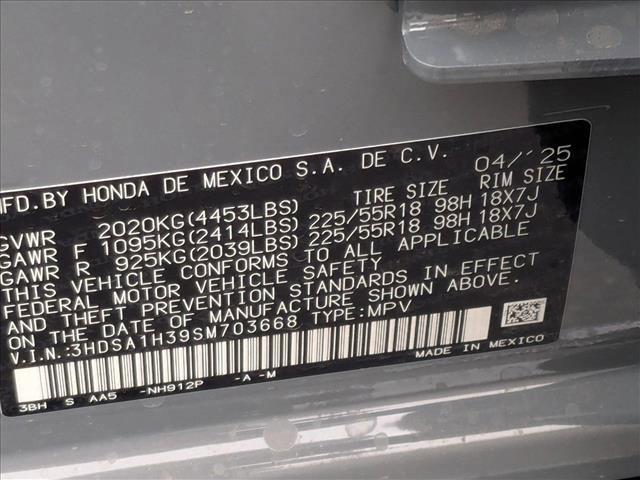 MFD.BY HONDA DE MEXICO S.A. DE C.V. 04/ 25
TIRE SIZE RIM SIZE
GVWR 2020KG(4453LBS)
GAWR F 1095KG(2414LBS) 225/55R18 98H 18X7J
GAWR R 925KG(2039LBS) 225/55R18 98H 18X7J
THIS VEHICLE CONFORMS TO ALL APPLICABLE
FEDERAL MOTOR VEHICLE SAFETY
AND THEFT PREVENTION STANDARDS IN EFFECT
ON THE DATE OF MANUFACTURE SHOWN ABOVE.
V.I.N.:3HDSA1H39SM703668 TYPE:MPV
3BH S AA5 -NH912P -A -M
MADE IN MEXICO